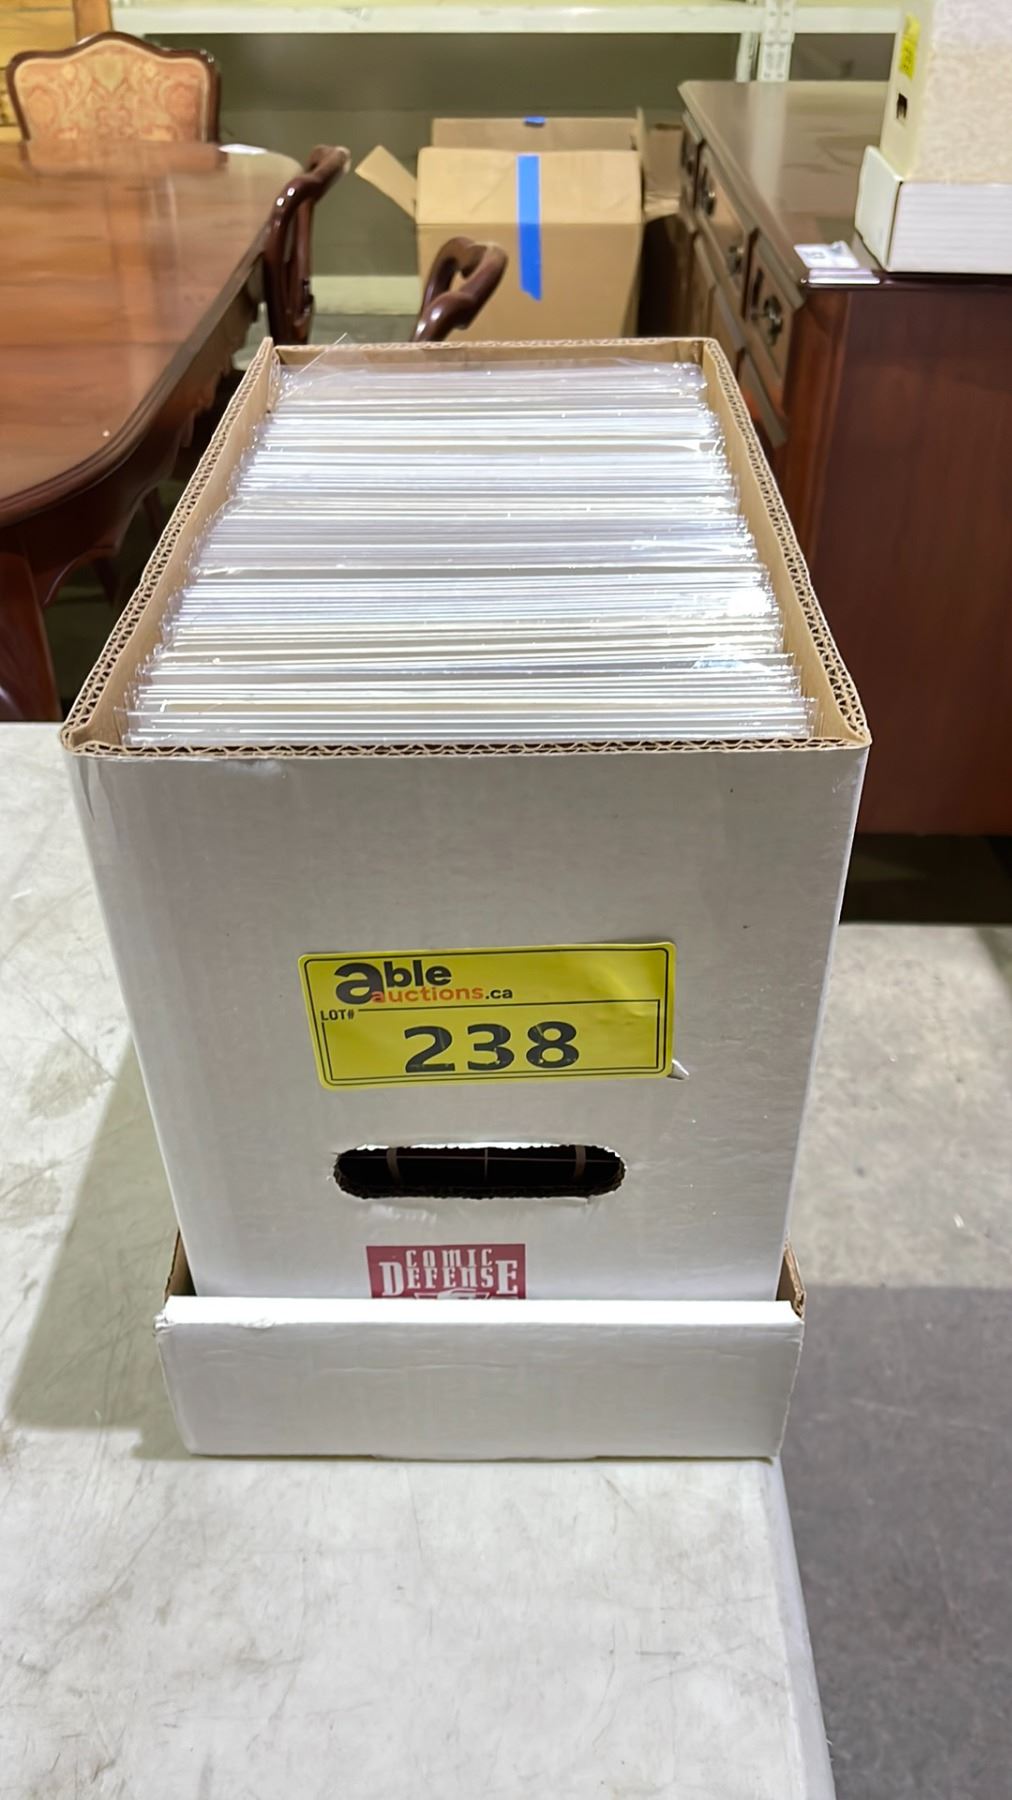 able
auctions.ca
LOT#
238
COMIC
DEFENSE